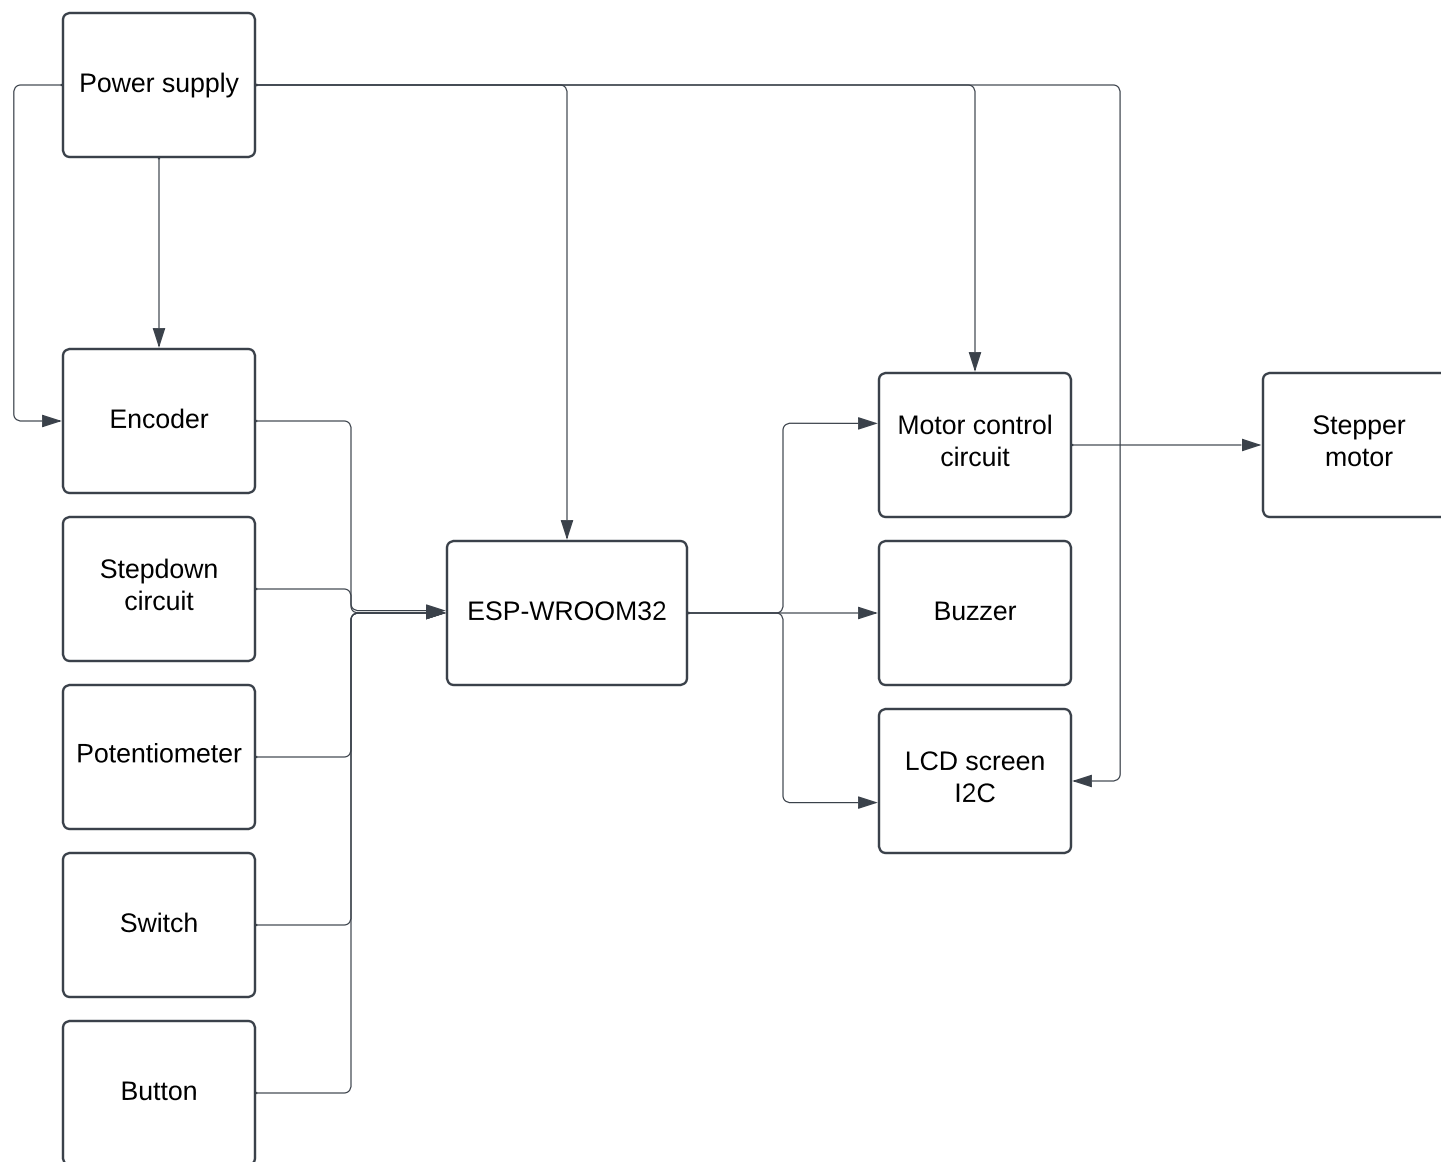 Power supply
Encoder
Stepdown
circuit
Potentiometer
Switch
Button
ESP-WROOM32
Motor control
circuit
Buzzer
LCD screen
I2C
Stepper
motor